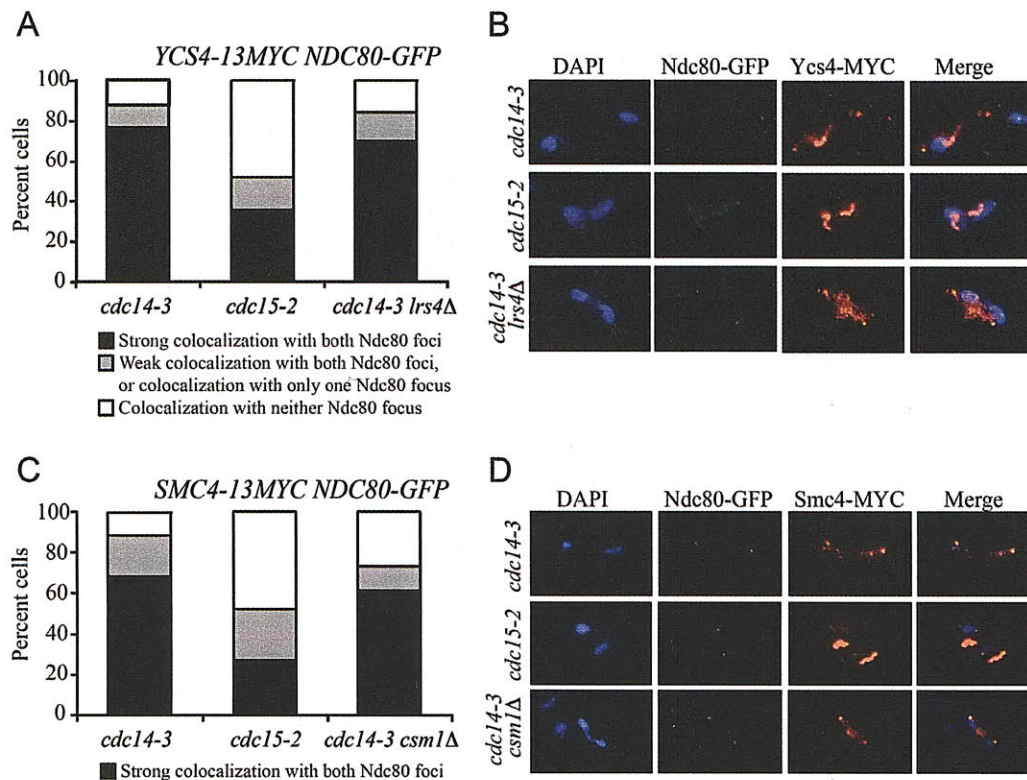 A
YCS4-13MYC NDC80-GFP
100
80
60
40
20
0
Percent cells
cdc14-3 cdc15-2 cdc14-3 lrs4Δ
Strong colocalization with both Ndc80 foci
Weak colocalization with both Ndc80 foci,
or colocalization with only one Ndc80 focus
Colocalization with neither Ndc80 focus
B
DAPI Ndc80-GFP Ycs4-MYC Merge
cdc14-3
cdc15-2
cdc14-3
lrs4Δ
C
SMC4-13MYC NDC80-GFP
100
80
60
40
20
0
Percent cells
cdc14-3 cdc15-2 cdc14-3 csm1Δ
Strong colocalization with both Ndc80 foci
D
DAPI Ndc80-GFP Smc4-MYC Merge
cdc14-3
cdc15-2
cdc14-3
csm1Δ